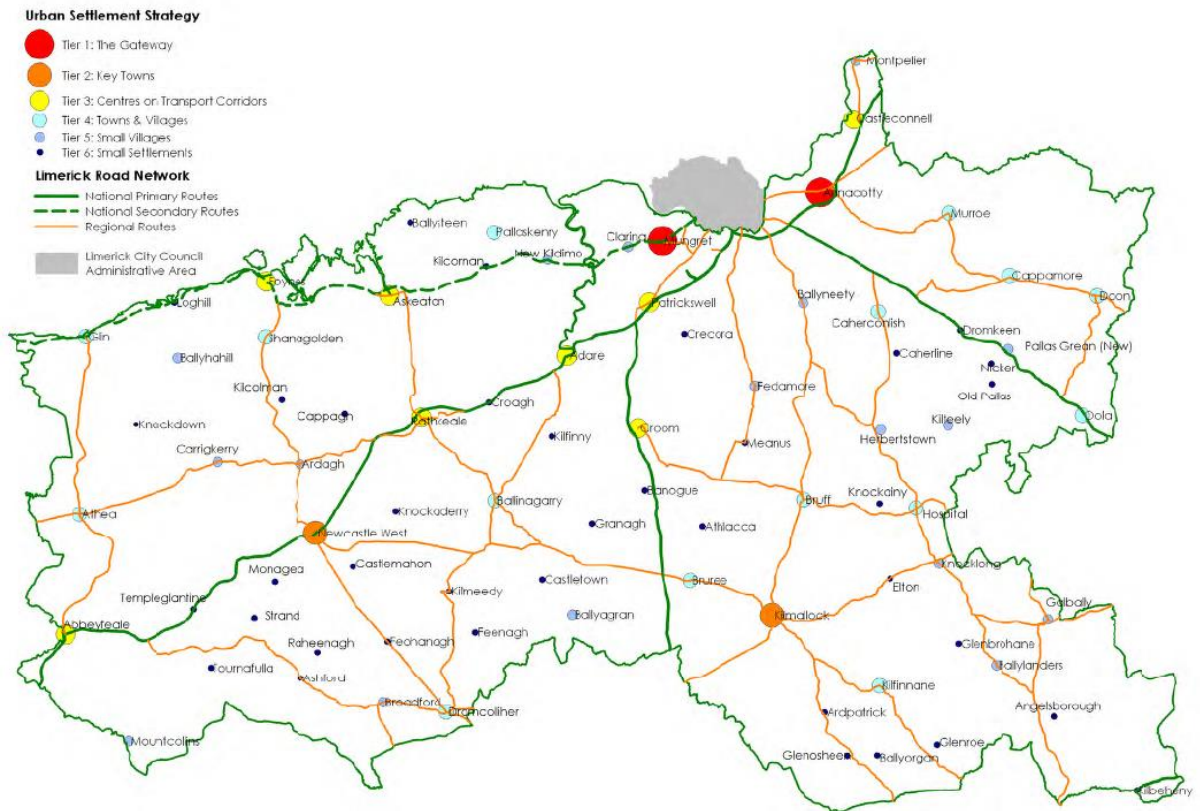 Urban Settlement Strategy
Tier 1: The Gateway
Tier 2: Key Towns
Tier 3: Centres on Transport Corridors
Tier 4: Towns & Villages
Tier 5: Small Villages
Tier 6: Small Settlements
Limerick Road Network
National Primary Routes
National Secondary Routes
Regional Routes
Limerick City Council
Administrative Area
Montpelier
Castleconnell
Annacotty
Murroe
Ballysteen
Pallaskenry
Clarina
Mungret
Kilcornan
New Kildimo
Cappamore
Foynes
Askeaton
Loghill
Patrickswell
Ballyneety
Doon
Caherconish
Dromkeen
Glin
Shanagolden
Crecora
Pallas Grean (New)
Ballyhahill
Adare
Caherline
Nicker
Kilcolman
Fedamore
Old Pallas
Croagh
Cappagh
Rathkeale
Oola
Knockdown
Kilfinny
Croom
Meanus
Herbertstown
Kilteely
Carrigkerry
Ardagh
Banogue
Knockainy
Ballingarry
Bruff
Hospital
Athea
Knockaderry
Granagh
Athlacca
Newcastle West
Castlemahon
Knocklong
Monagea
Castletown
Bruree
Elton
Templeglantine
Kilmeedy
Galbally
Strand
Ballyagran
Kilmallock
Abbeyfeale
Raheenagh
Feohanagh
Feenagh
Glenbrohane
Tournafulla
Ashford
Ballylanders
Kilfinnane
Broadford
Dromcolliher
Ardpatrick
Angelsborough
Mountcollins
Glenroe
Glenosheen
Ballyorgan
Kilbeheny